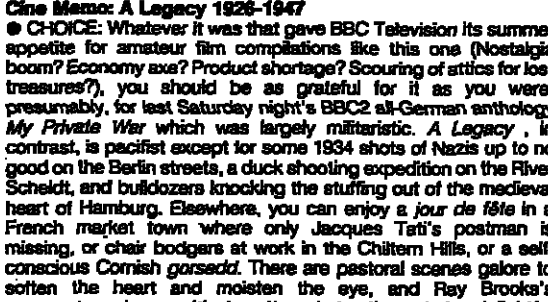 Cine Memo: A Legacy 1926-1947
● CHOICE: Whatever it was that gave BBC Television its summe
appetite for amateur film compilations like this one (Nostalgia
boom? Economy axe? Product shortage? Scouring of attics for los
treasures?), you should be as grateful for it as you were
presumably, for last Saturday night's BBC2 all-German antholog
My Private War which was largely militaristic. A Legacy , i
contrast, is pacifist except for some 1934 shots of Nazis up to no
good on the Berlin streets, a duck shooting expedition on the Rive
Scheldt, and bulldozers knocking the stuffing out of the medieva
heart of Hamburg. Elsewhere, you can enjoy a jour de fête in a
French market town where only Jacques Tati's postman is
missing, or chair bodgers at work in the Chiltern Hills, or a self
conscious Cornish gorsedd. There are pastoral scenes galore to
soften the heart and moisten the eye, and Ray Brooks's